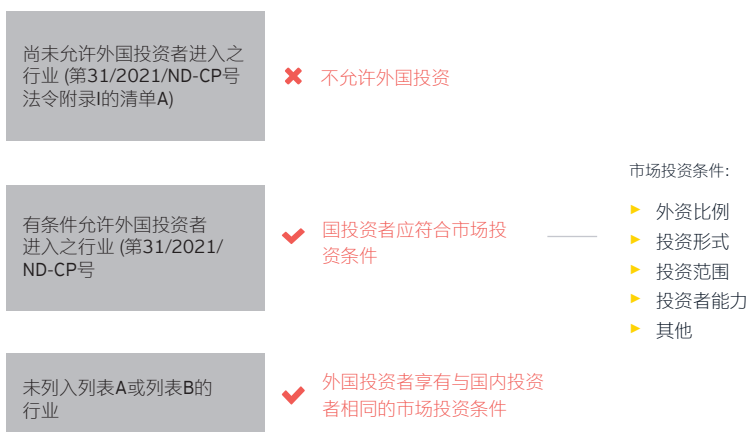 尚未允许外国投资者进入之
行业 (第31/2021/ND-CP号
法令附录I的清单A)
不允许外国投资
有条件允许外国投资者
进入之行业 (第31/2021/
ND-CP号
国投资者应符合市场投
资条件
市场投资条件:
外资比例
投资形式
投资范围
投资者能力
其他
未列入列表A或列表B的
行业
外国投资者享有与国内投资
者相同的市场投资条件